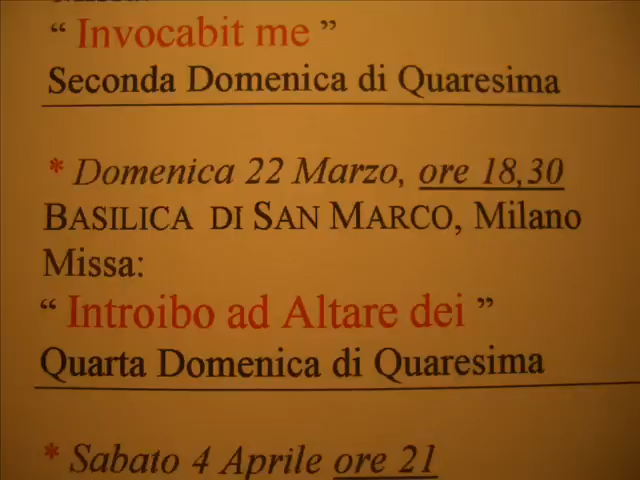 “ Invocabit me ”
Seconda Domenica di Quaresima
* Domenica 22 Marzo, ore 18,30
BASILICA DI SAN MARCO, Milano
Missa:
“ Introibo ad Altare dei ”
Quarta Domenica di Quaresima
* Sabato 4 Aprile ore 21